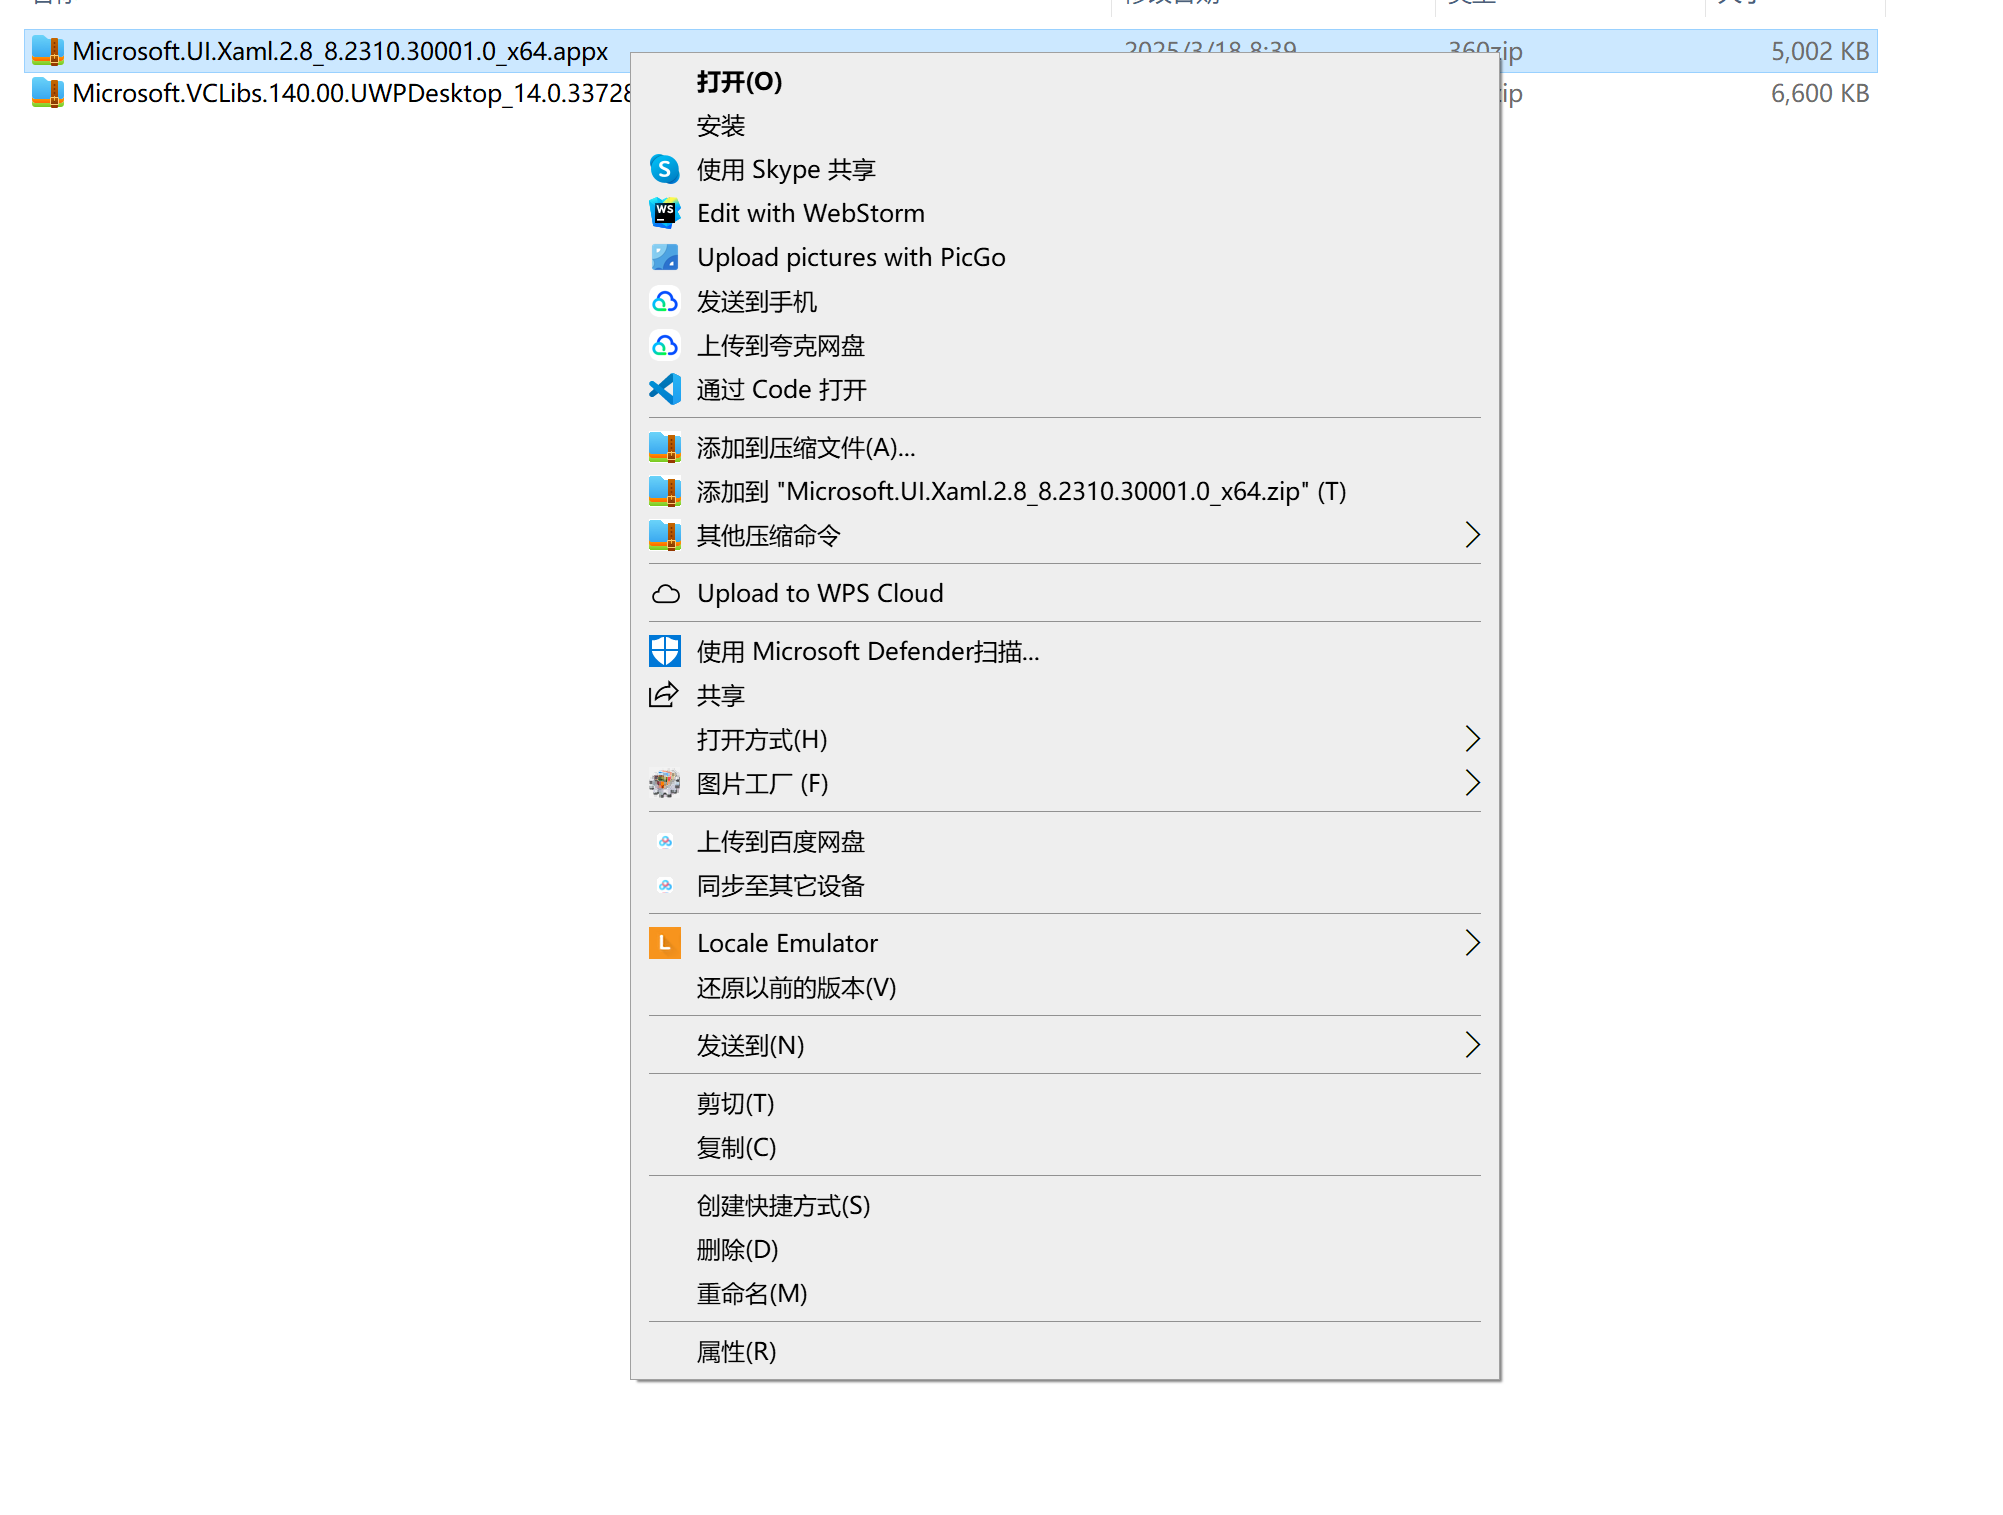 Microsoft.UI.Xaml.2.8_8.2310.30001.0_x64.appx 2025/3/18 8:39 360zip 5,002 KB
Microsoft.VCLibs.140.00.UWPDesktop_14.0.33728 zip 6,600 KB
打开(O)
安装
S 使用 Skype 共享
WS Edit with WebStorm
Upload pictures with PicGo
发送到手机
上传到夸克网盘
通过 Code 打开
添加到压缩文件(A)...
添加到 "Microsoft.UI.Xaml.2.8_8.2310.30001.0_x64.zip" (T)
其他压缩命令
Upload to WPS Cloud
使用 Microsoft Defender扫描...
共享
打开方式(H)
图片工厂 (F)
上传到百度网盘
同步至其它设备
L Locale Emulator
还原以前的版本(V)
发送到(N)
剪切(T)
复制(C)
创建快捷方式(S)
删除(D)
重命名(M)
属性(R)